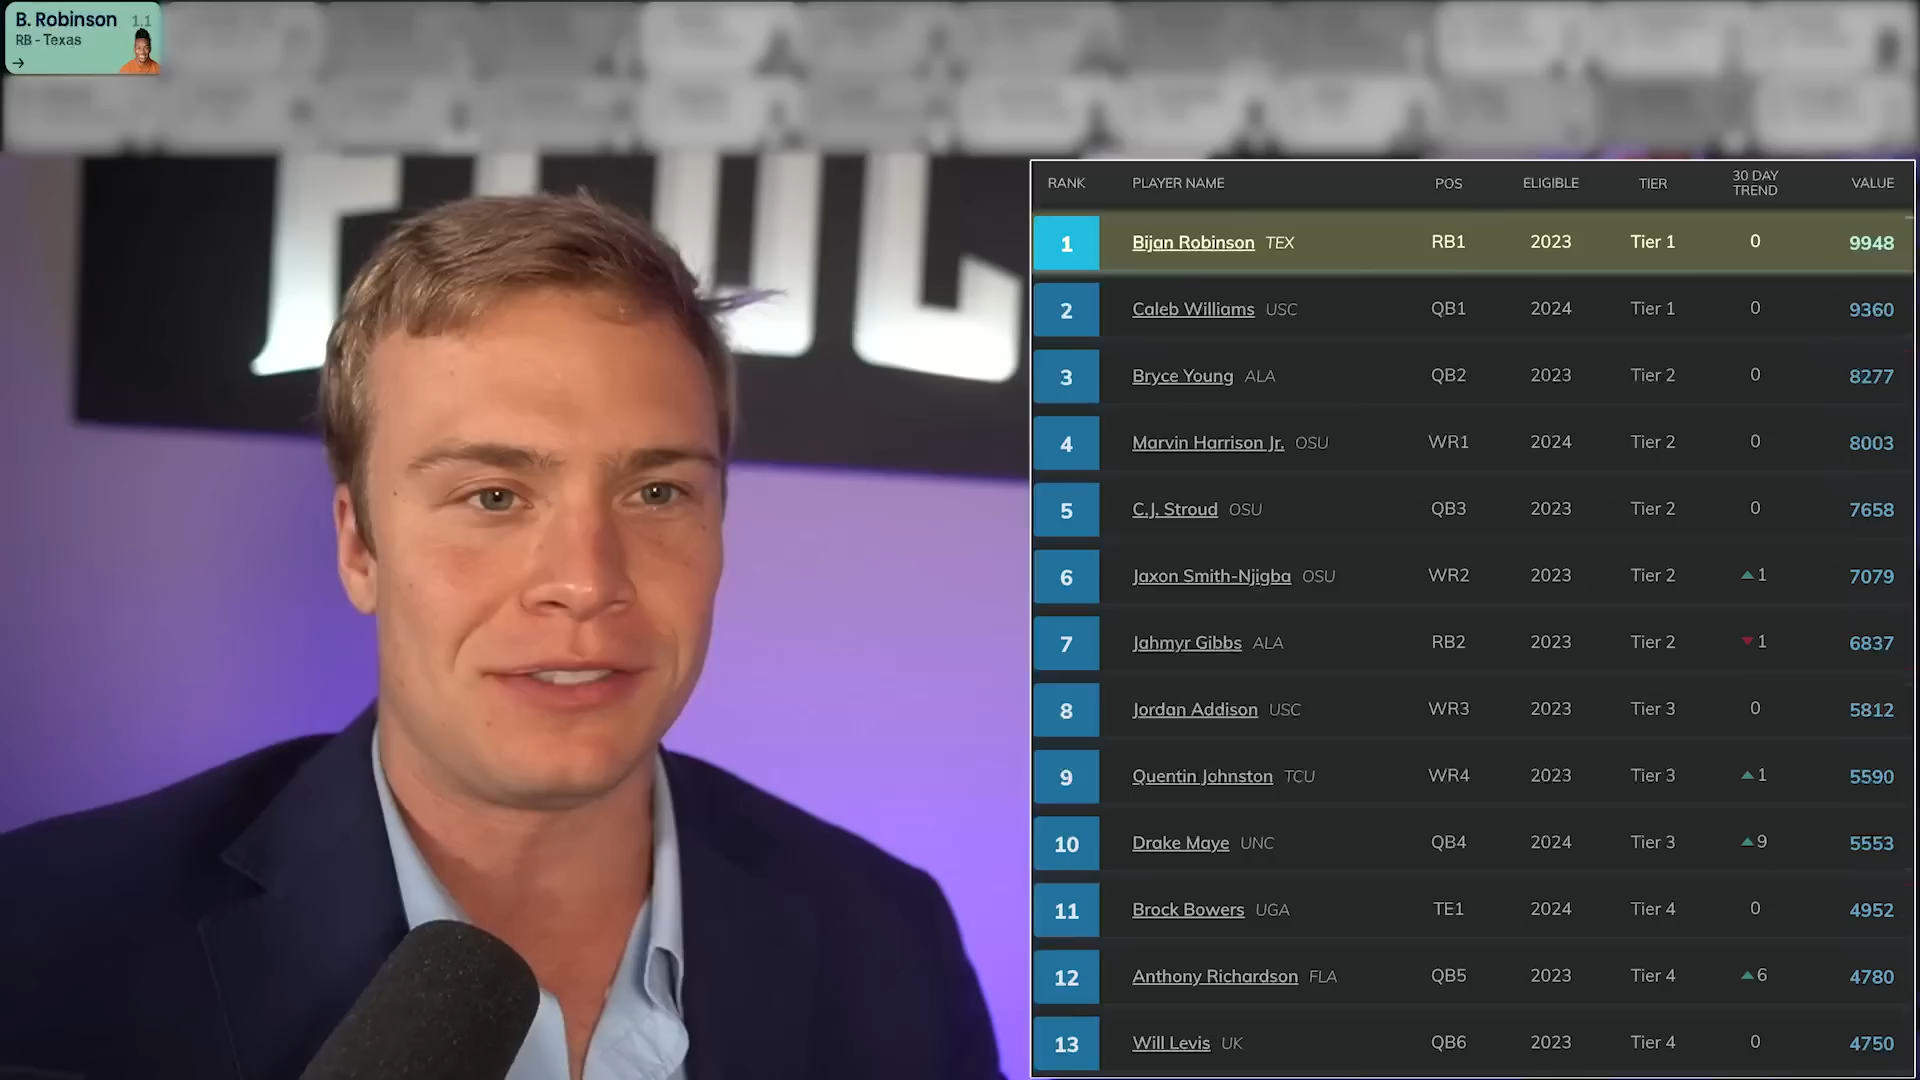 B. Robinson 1.1
RB - Texas
FLOC
RANK PLAYER NAME POS ELIGIBLE TIER 30 DAY TREND VALUE
1 Bijan Robinson TEX RB1 2023 Tier 1 0 9948
2 Caleb Williams USC QB1 2024 Tier 1 0 9360
3 Bryce Young ALA QB2 2023 Tier 2 0 8277
4 Marvin Harrison Jr. OSU WR1 2024 Tier 2 0 8003
5 C.J. Stroud OSU QB3 2023 Tier 2 0 7658
6 Jaxon Smith-Njigba OSU WR2 2023 Tier 2 1 7079
7 Jahmyr Gibbs ALA RB2 2023 Tier 2 1 6837
8 Jordan Addison USC WR3 2023 Tier 3 0 5812
9 Quentin Johnston TCU WR4 2023 Tier 3 1 5590
10 Drake Maye UNC QB4 2024 Tier 3 9 5553
11 Brock Bowers UGA TE1 2024 Tier 4 0 4952
12 Anthony Richardson FLA QB5 2023 Tier 4 6 4780
13 Will Levis UK QB6 2023 Tier 4 0 4750